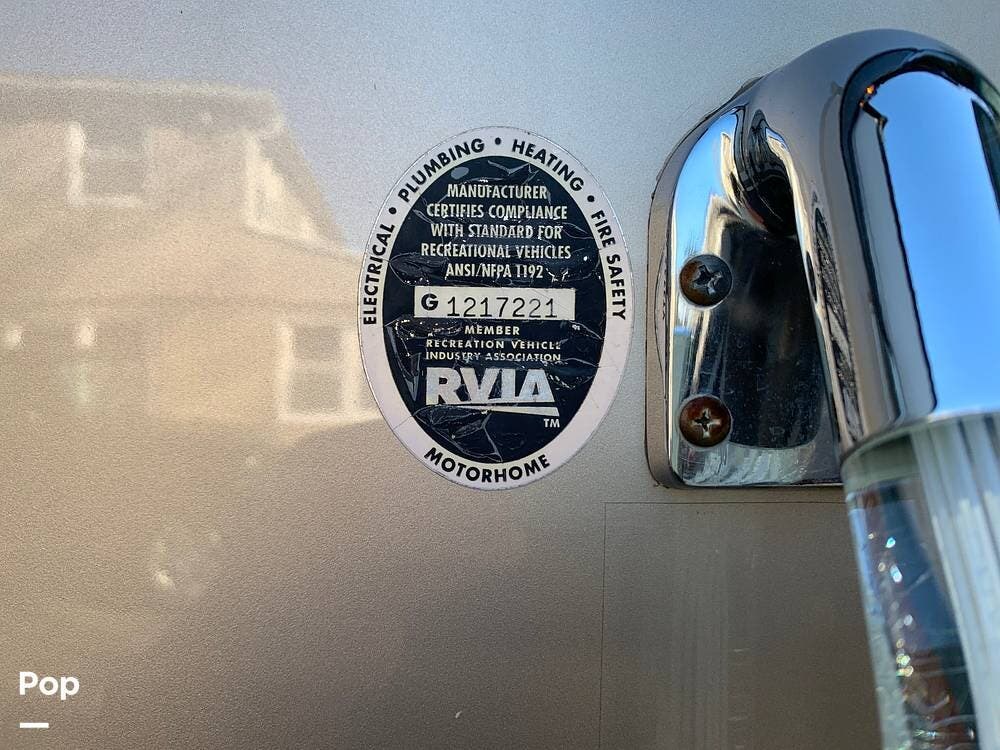 ELECTRICAL • PLUMBING • HEATING • FIRE SAFETY
MANUFACTURER
CERTIFIES COMPLIANCE
WITH STANDARD FOR
RECREATIONAL VEHICLES
ANSI/NFPA 1192
G 1217221
MEMBER
RECREATION VEHICLE
INDUSTRY ASSOCIATION
RVIA
TM
MOTORHOME
Pop